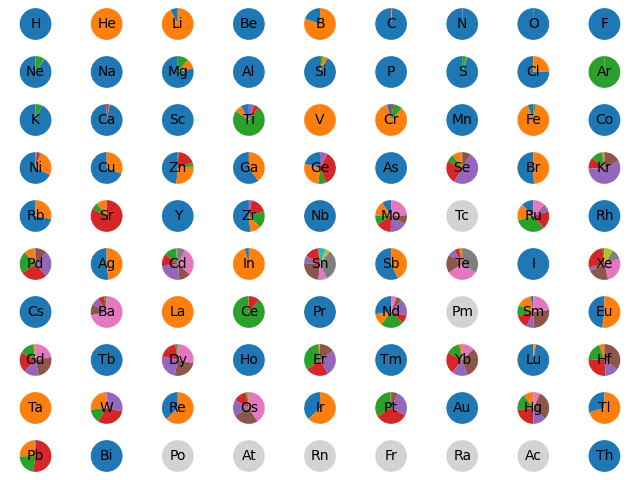 H He Li Be B C N O F
Ne Na Mg Al Si P S Cl Ar
K Ca Sc Ti V Cr Mn Fe Co
Ni Cu Zn Ga Ge As Se Br Kr
Rb Sr Y Zr Nb Mo Tc Ru Rh
Pd Ag Cd In Sn Sb Te I Xe
Cs Ba La Ce Pr Nd Pm Sm Eu
Gd Tb Dy Ho Er Tm Yb Lu Hf
Ta W Re Os Ir Pt Au Hg Tl
Pb Bi Po At Rn Fr Ra Ac Th